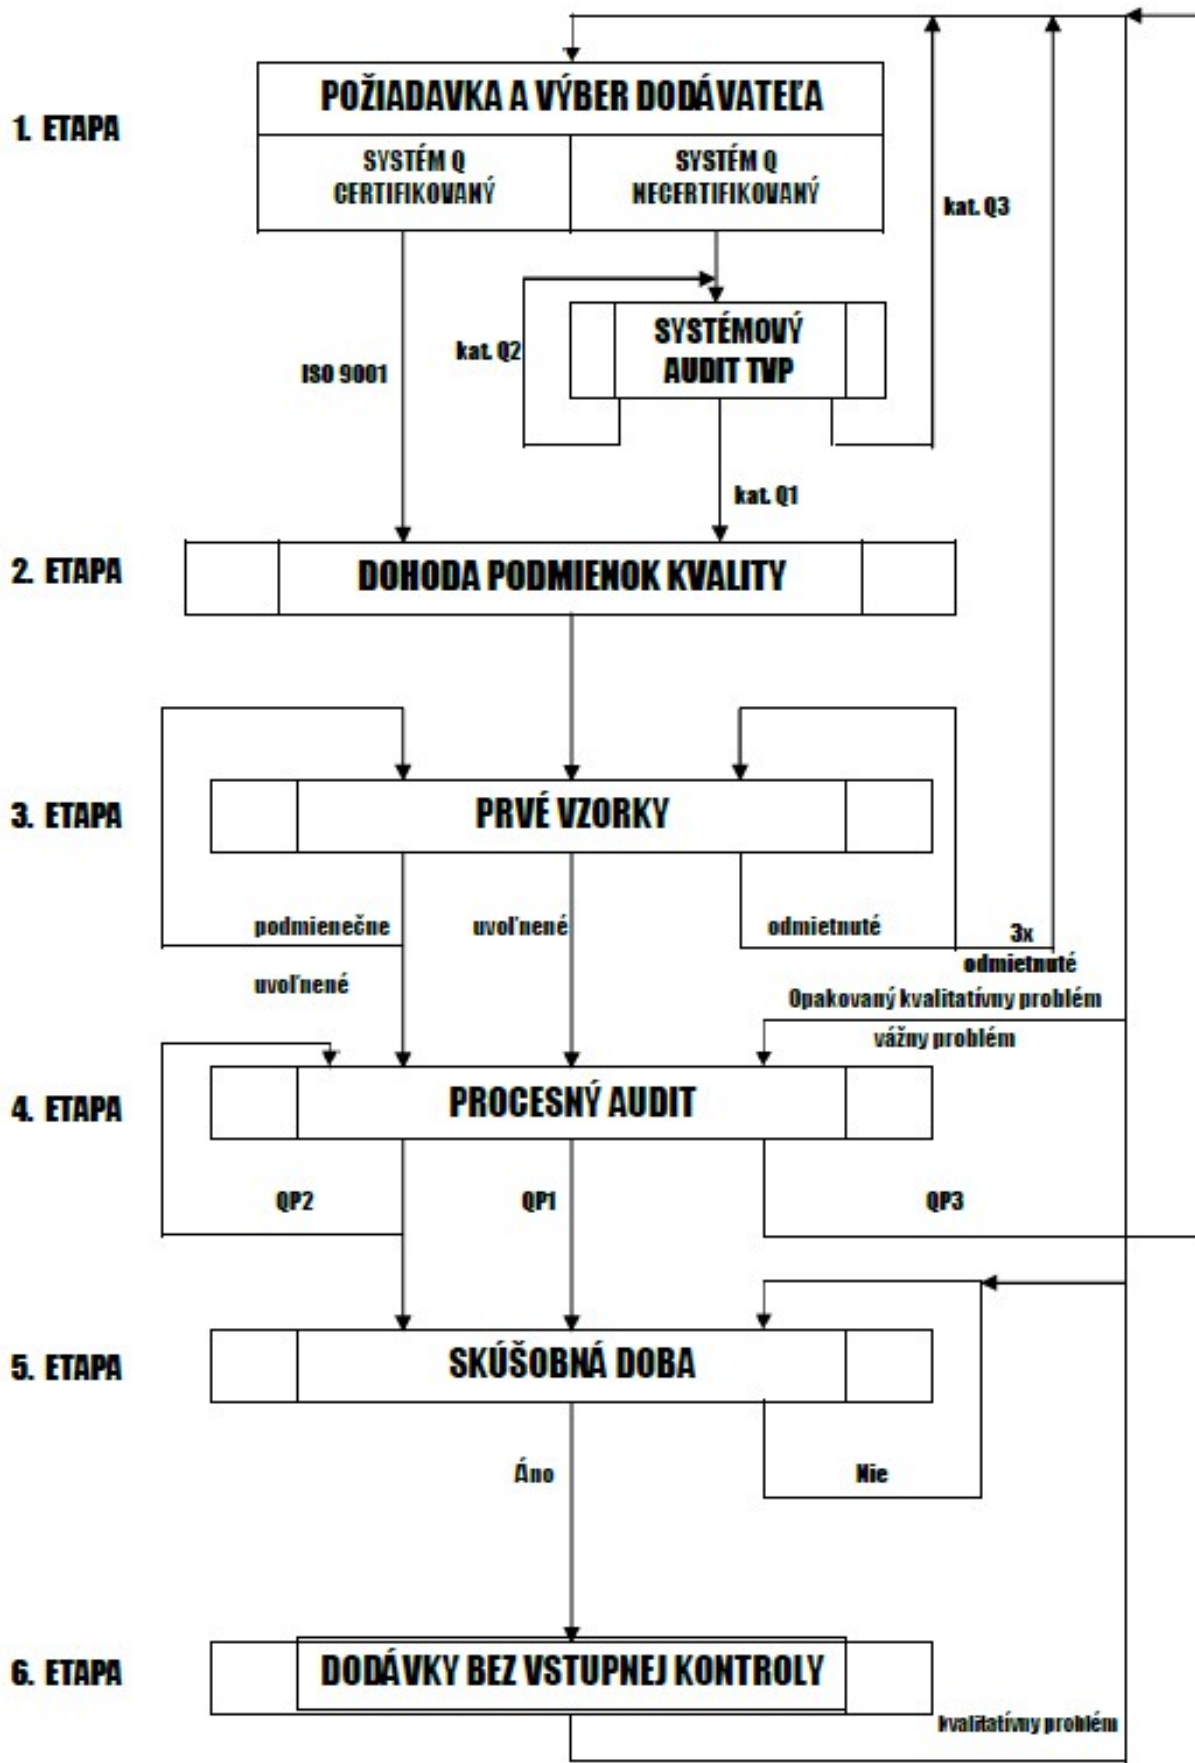 1. ETAPA
POŽIADAVKA A VÝBER DODÁVATEĽA
SYSTÉM Q
CERTIFIKOVANÝ
SYSTÉM Q
NECERTIFIKOVANÝ
kat. Q3
kat. Q2
SYSTÉMOVÝ
AUDIT TVP
ISO 9001
kat. Q1
2. ETAPA
DOHODA PODMIENOK KVALITY
3. ETAPA
PRVÉ VZORKY
podmienečne
uvoľnené
uvoľnené
odmietnuté
3x
odmietnuté
Opakovaný kvalitatívny problém
vážny problém
4. ETAPA
PROCESNÝ AUDIT
QP2
QP1
QP3
5. ETAPA
SKÚŠOBNÁ DOBA
Áno
Nie
6. ETAPA
DODÁVKY BEZ VSTUPNEJ KONTROLY
kvalitatívny problém